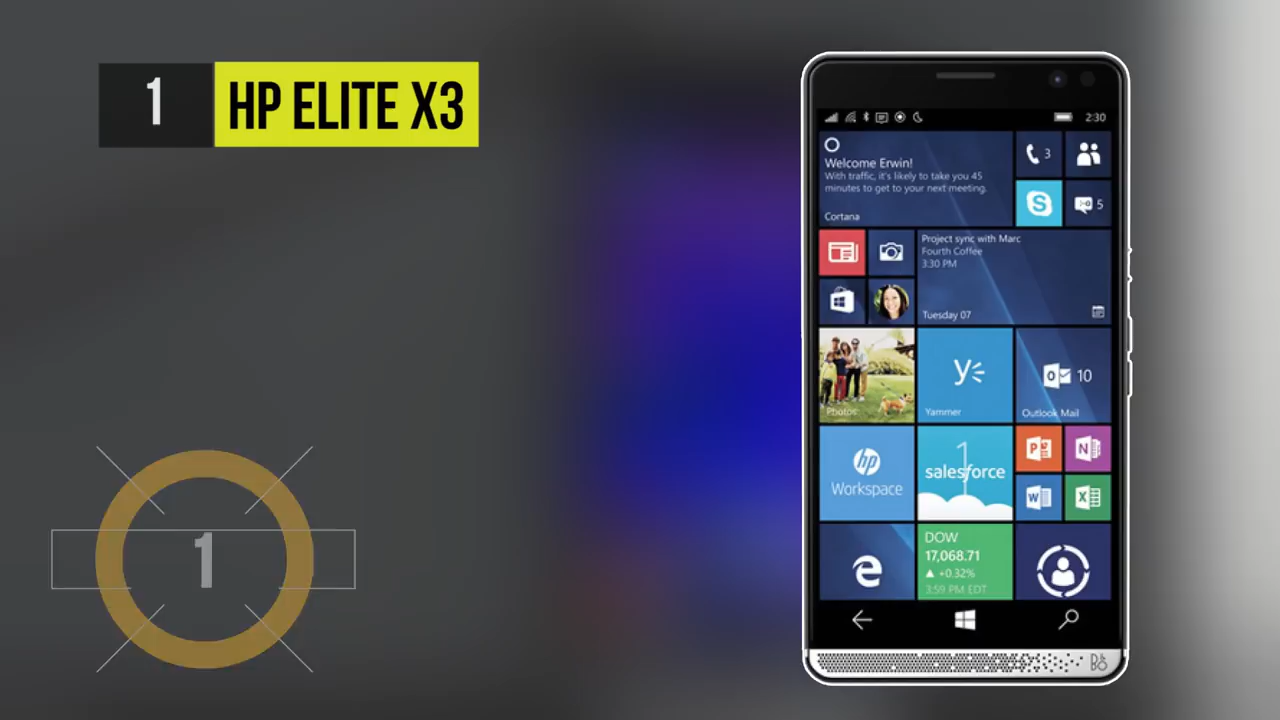 1
HP ELITE X3
2:30
Welcome Erwin!
With traffic, it's likely to take you 45
minutes to get to your next meeting.
Cortana
3
5
Project sync with Marc
Fourth Coffee
3:30 PM
Tuesday 07
Photos
Yammer
10
Outlook Mail
hp
Workspace
salesforce
1
DOW
17,068.71
▲ +0.32%
3:59 PM EDT
B&O
1